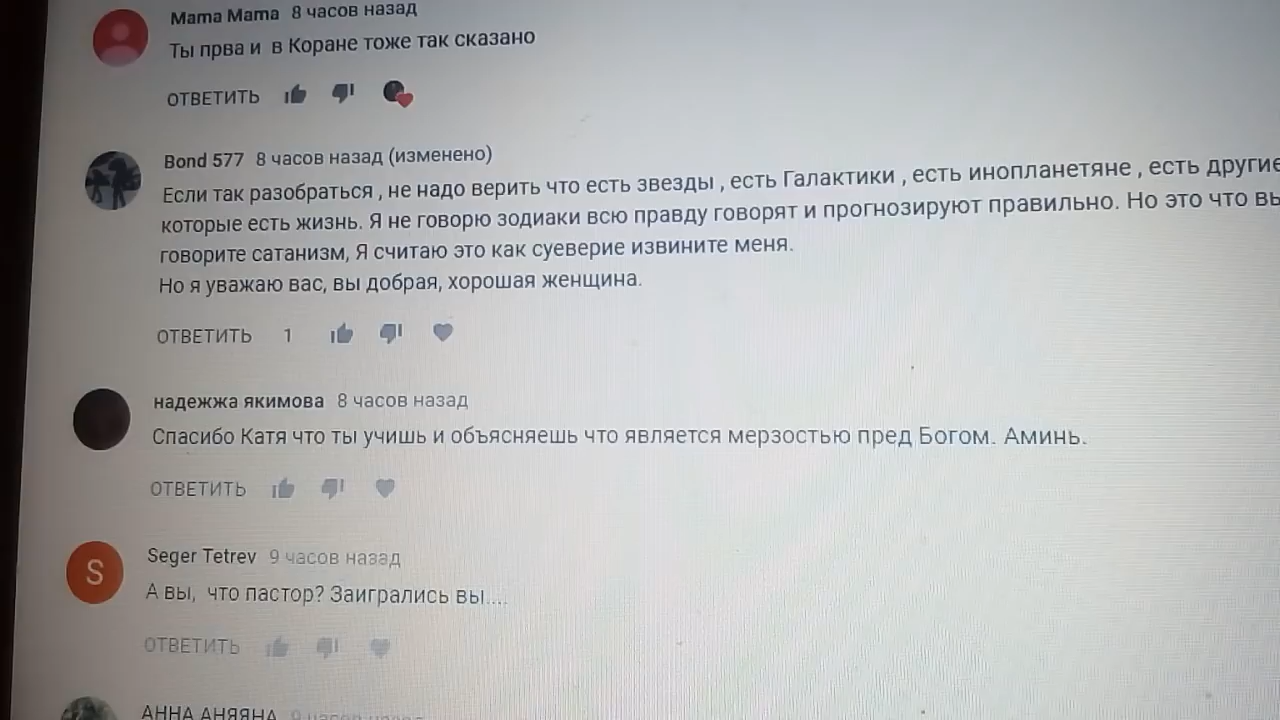 Mama Mama 8 часов назад
Ты прва и в Коране тоже так сказано
ОТВЕТИТЬ
Bond 577 8 часов назад (изменено)
Если так разобраться , не надо верить что есть звезды , есть Галактики , есть инопланетяне , есть другие
которые есть жизнь. Я не говорю зодиаки всю правду говорят и прогнозируют правильно. Но это что вы
говорите сатанизм, Я считаю это как суеверие извините меня.
Но я уважаю вас, вы добрая, хорошая женщина.
ОТВЕТИТЬ 1
надежжа якимова 8 часов назад
Спасибо Катя что ты учишь и объясняешь что является мерзостью пред Богом. Аминь.
ОТВЕТИТЬ
S
Seger Tetrev 9 часов назад
А вы, что пастор? Заигрались вы....
ОТВЕТИТЬ
АННА АНЯЯНА 9 часов назад